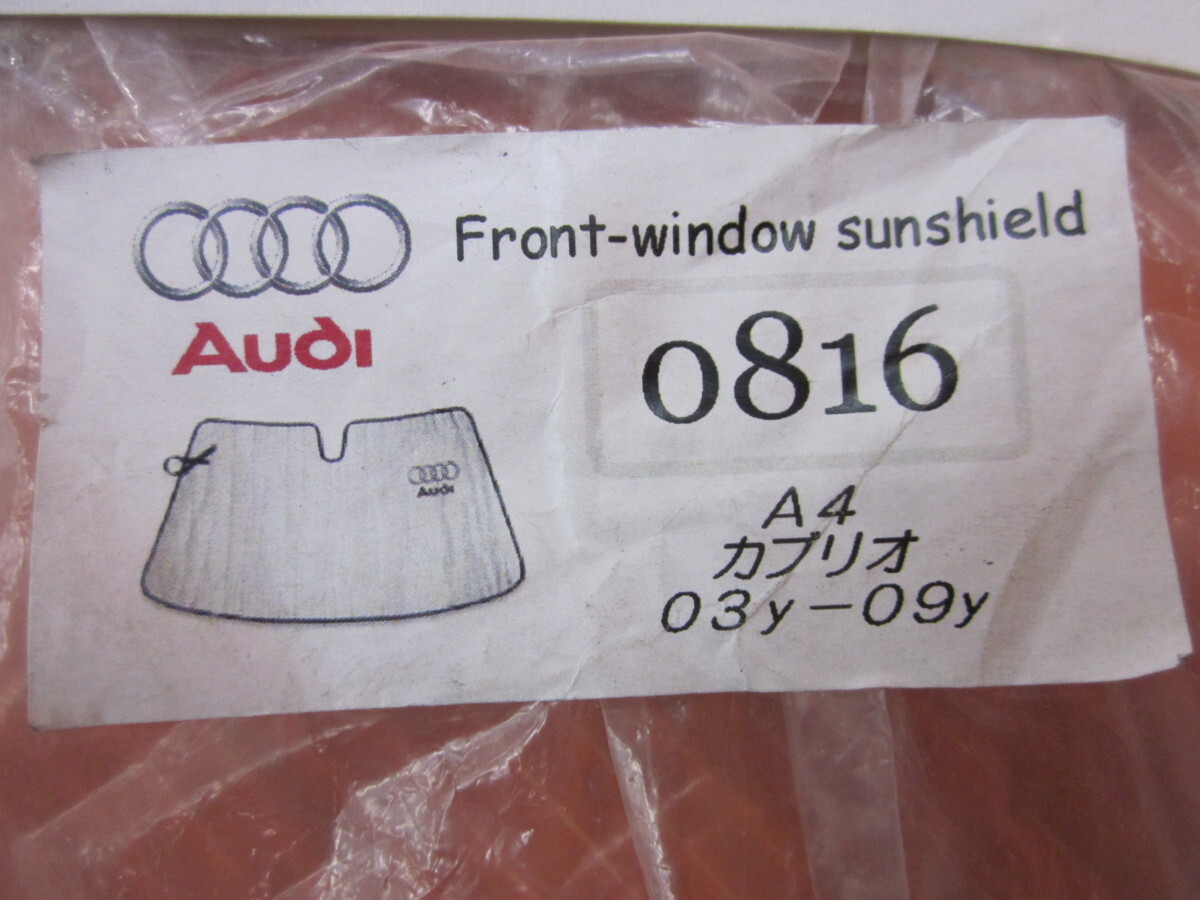 Front-window sunshield
Audi
0816
Audi
A4
カブリオ
03y-09y